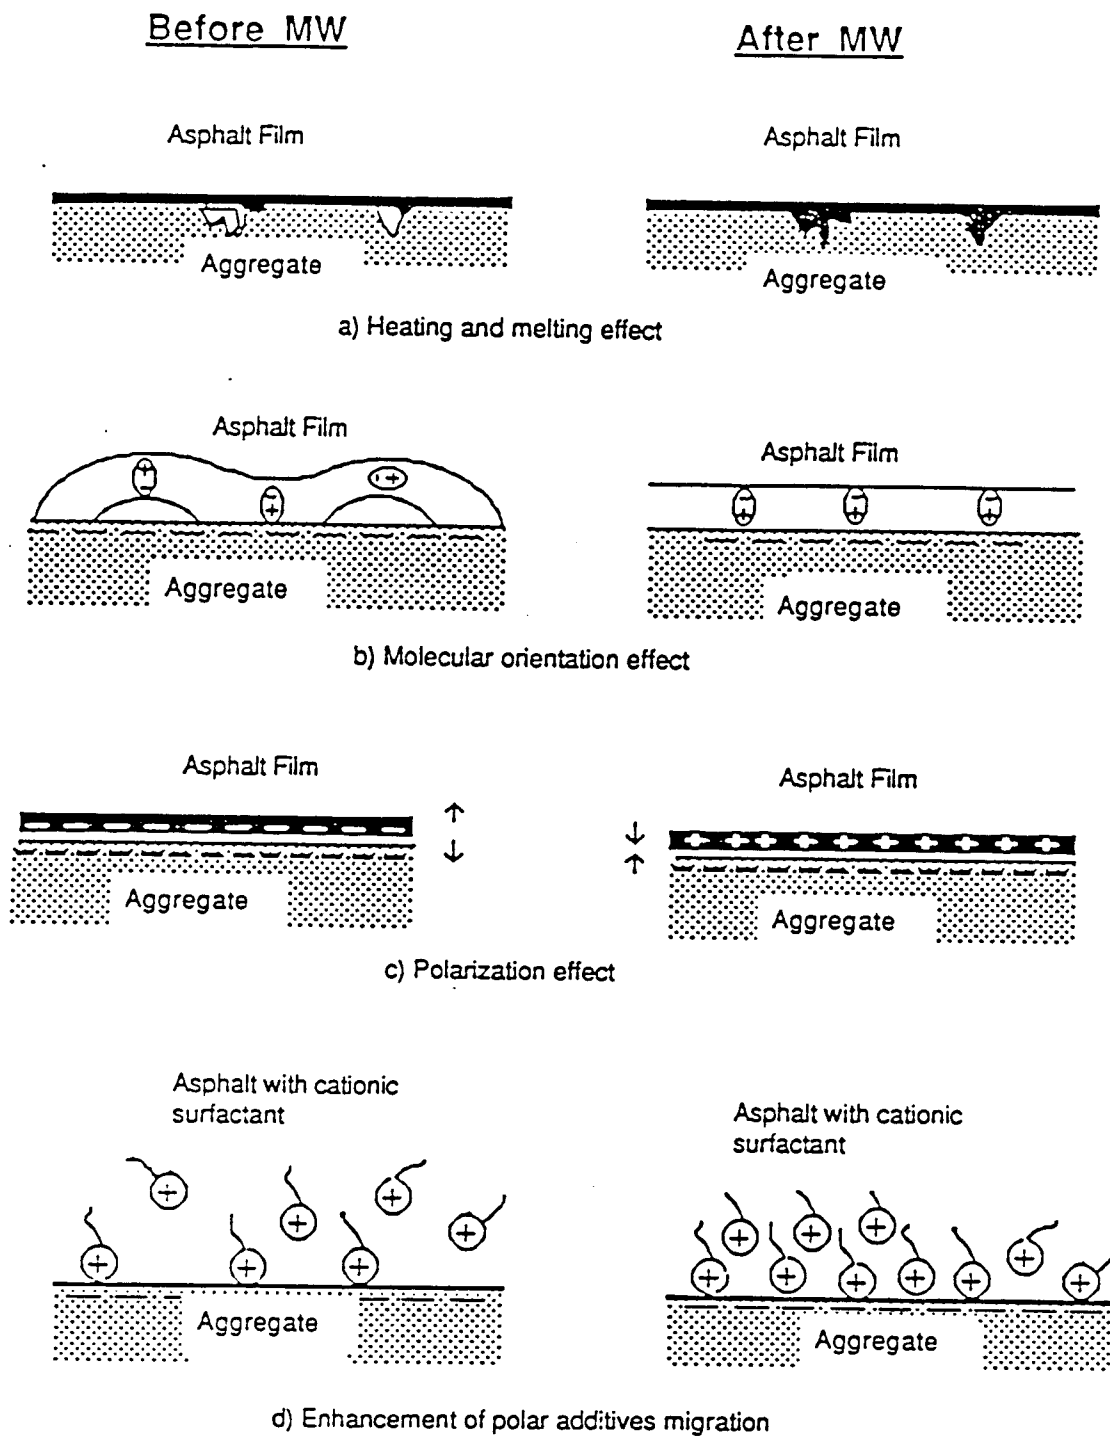 Before MW
After MW
Asphalt Film
Asphalt Film
Aggregate
Aggregate
a) Heating and melting effect
Asphalt Film
Asphalt Film
Aggregate
Aggregate
b) Molecular orientation effect
Asphalt Film
Asphalt Film
Aggregate
Aggregate
c) Polarization effect
Asphalt with cationic
surfactant
Asphalt with cationic
surfactant
Aggregate
Aggregate
d) Enhancement of polar additives migration